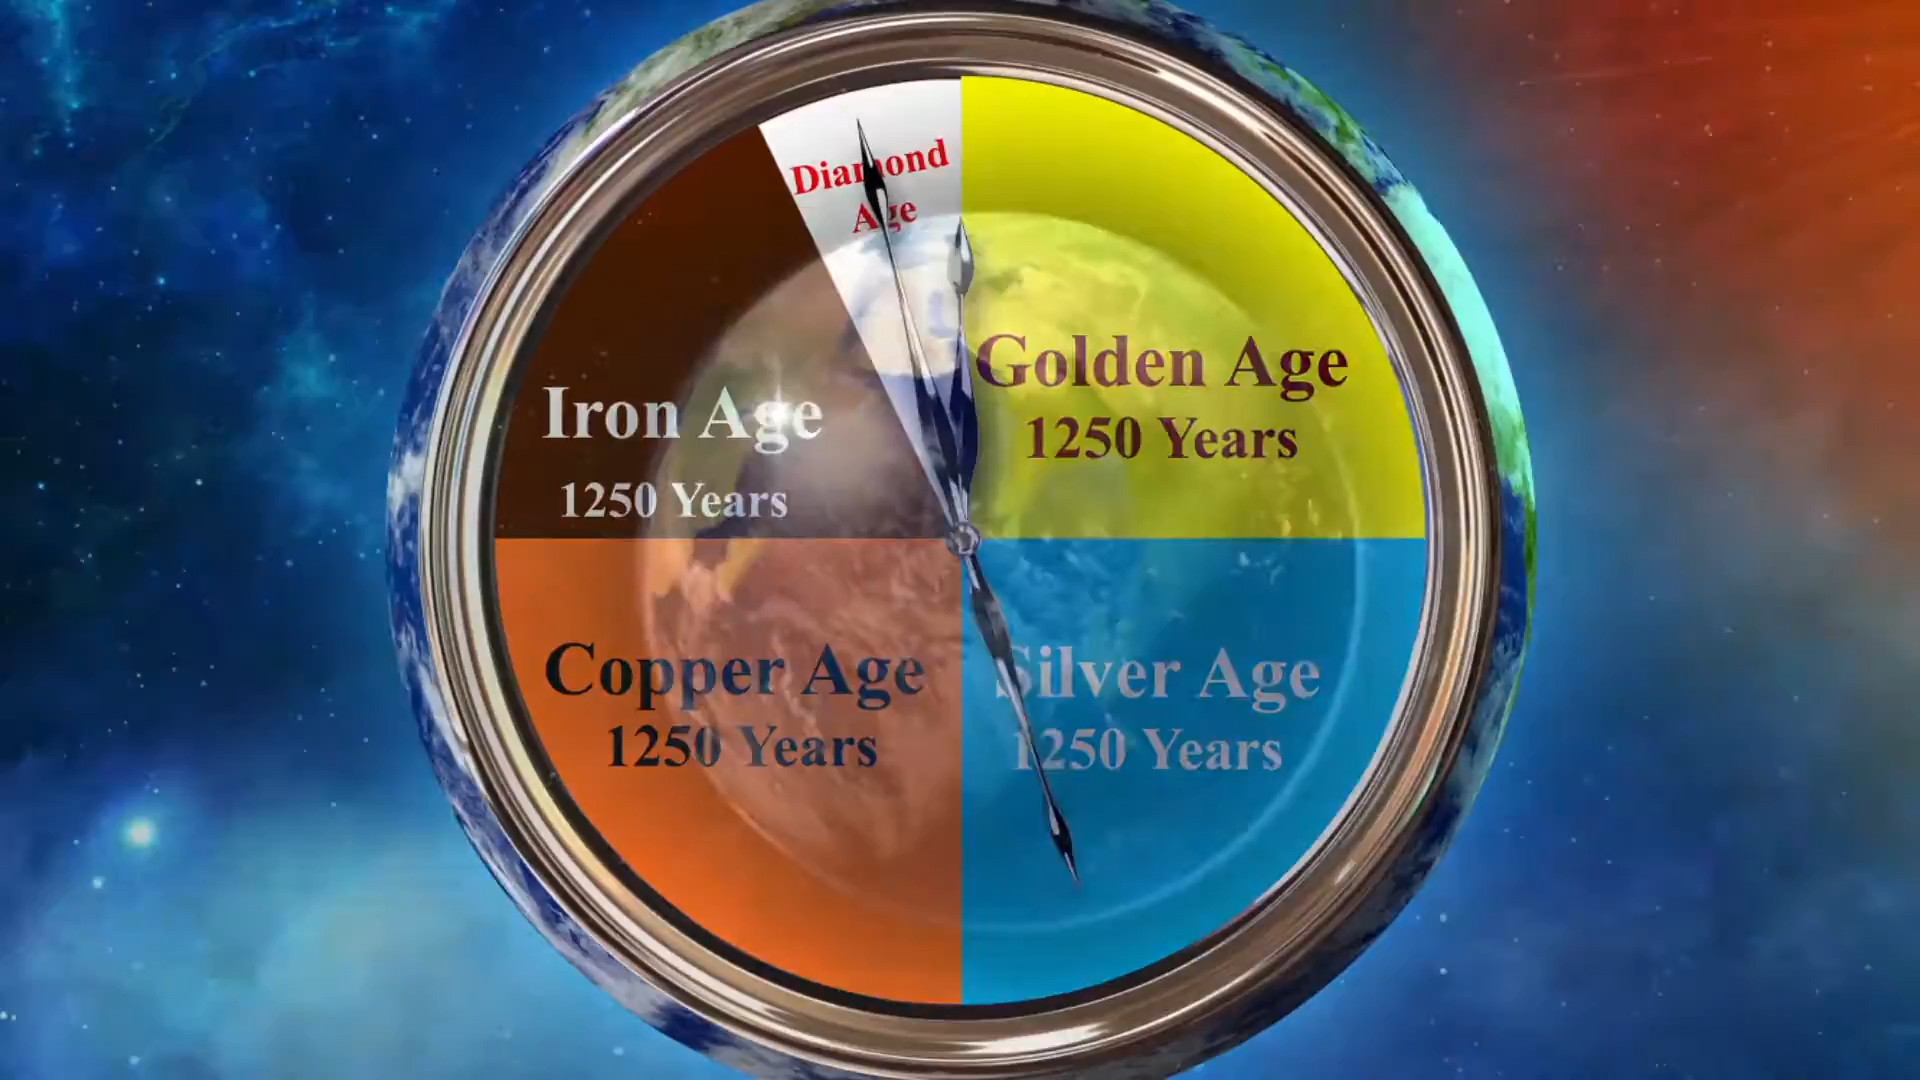 Diamond
Age
Golden Age
1250 Years
Iron Age
1250 Years
Copper Age
1250 Years
Silver Age
1250 Years